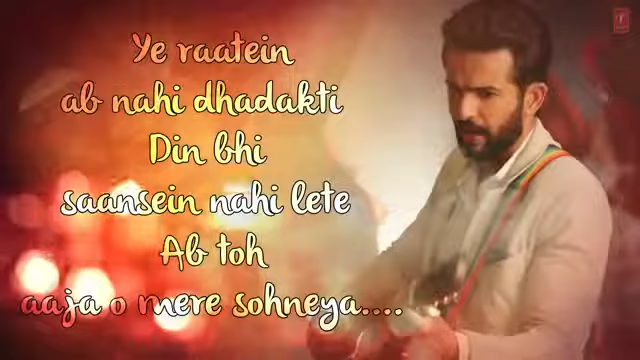 Ye raatein
ab nahi dhadakti
Din bhi
saansein nahi lete
Ab toh
aaja o mere sohneya....